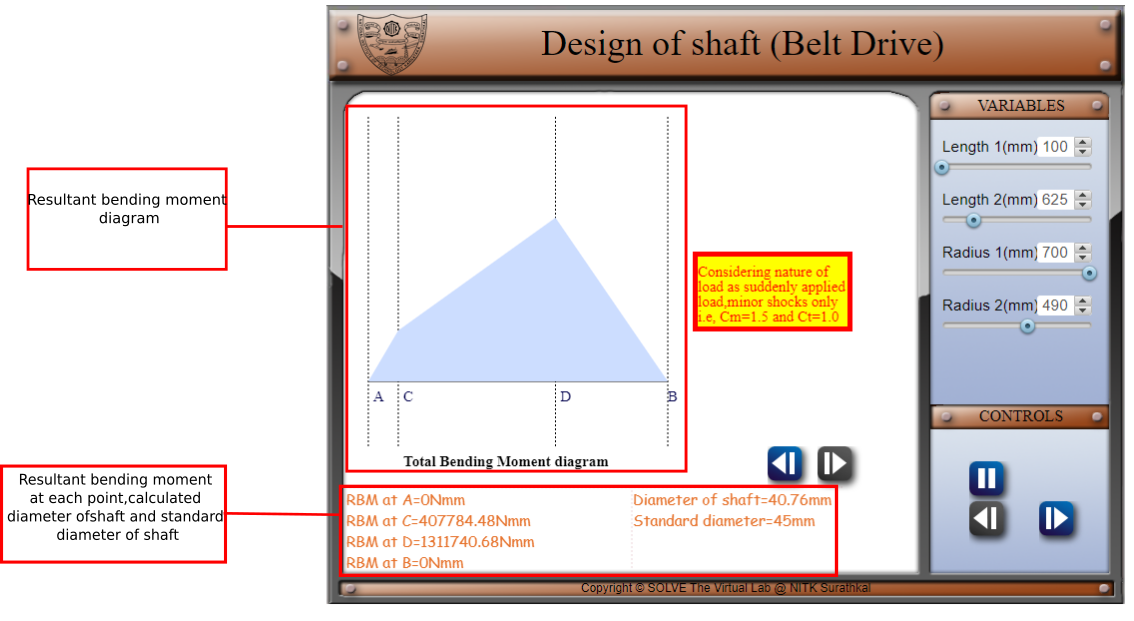 Design of shaft (Belt Drive)
VARIABLES
Length 1(mm) 100
Length 2(mm) 625
Radius 1(mm) 700
Radius 2(mm) 490
Resultant bending moment
diagram
Considering nature of
load as suddenly applied
load,minor shocks only
i.e, Cm=1.5 and Ct=1.0
A C D B
Total Bending Moment diagram
CONTROLS
Resultant bending moment
at each point,calculated
diameter ofshaft and standard
diameter of shaft
RBM at A=0Nmm
RBM at C=407784.48Nmm
RBM at D=1311740.68Nmm
RBM at B=0Nmm
Diameter of shaft=40.76mm
Standard diameter=45mm
Copyright © SOLVE The Virtual Lab @ NITK Surathkal